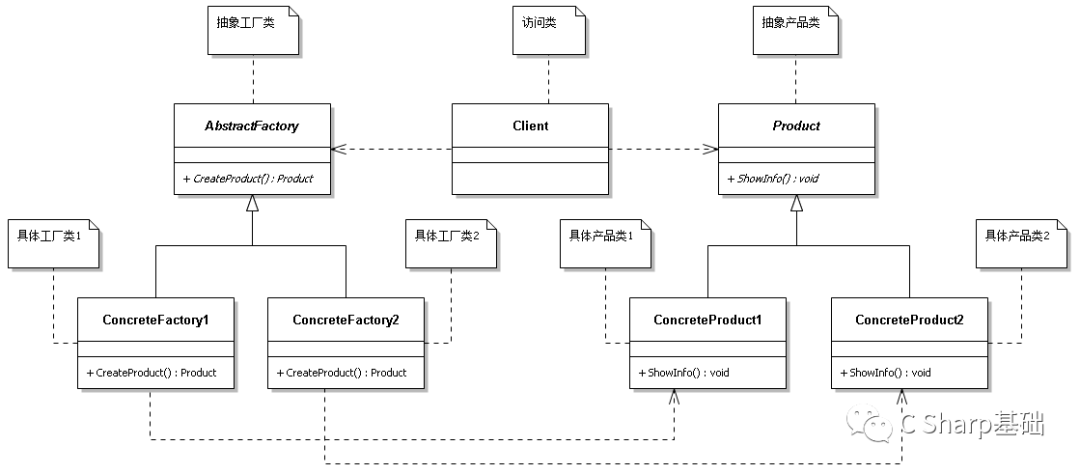 抽象工厂类
访问类
抽象产品类
AbstractFactory
Client
Product
+ CreateProduct() : Product
+ ShowInfo() : void
具体工厂类1
具体工厂类2
具体产品类1
具体产品类2
ConcreteFactory1
ConcreteFactory2
ConcreteProduct1
ConcreteProduct2
+ CreateProduct() : Product
+ CreateProduct() : Product
+ ShowInfo() : void
+ ShowInfo() : void
C Sharp基础